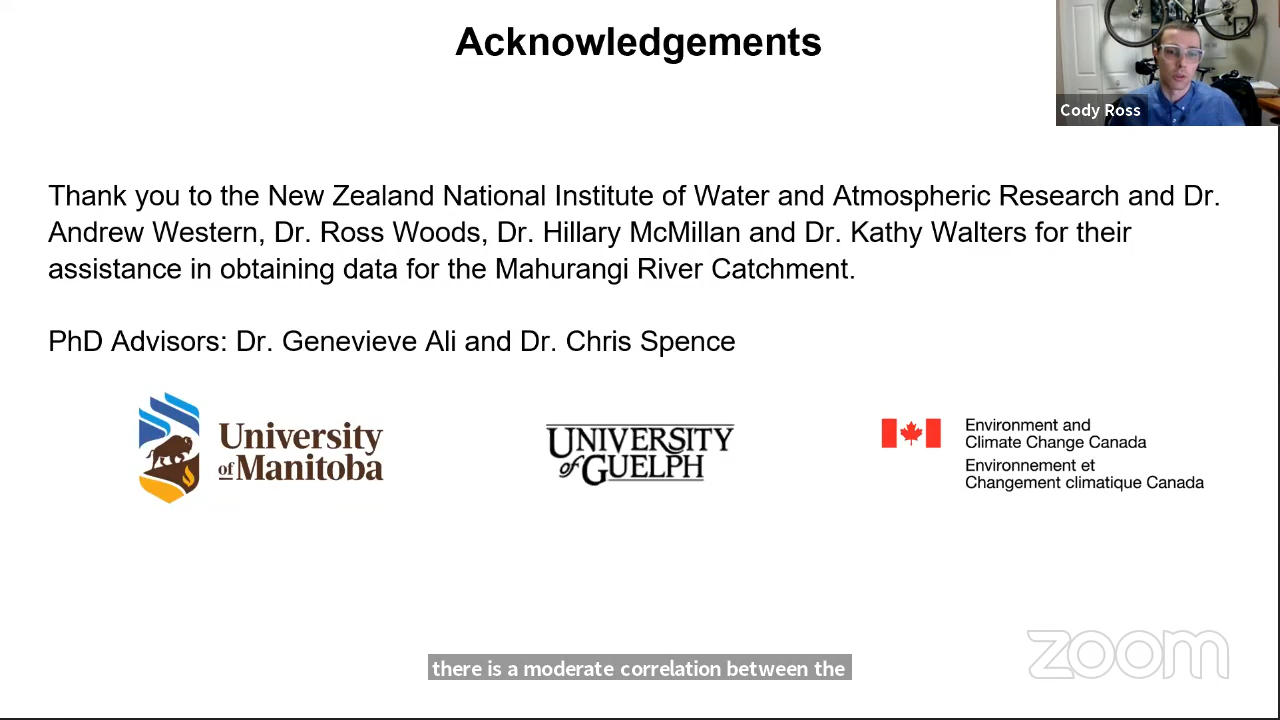 Acknowledgements
Cody Ross
Thank you to the New Zealand National Institute of Water and Atmospheric Research and Dr.
Andrew Western, Dr. Ross Woods, Dr. Hillary McMillan and Dr. Kathy Walters for their
assistance in obtaining data for the Mahurangi River Catchment.
PhD Advisors: Dr. Genevieve Ali and Dr. Chris Spence
University
of Manitoba
UNIVERSITY
of GUELPH
Environment and
Climate Change Canada
Environnement et
Changement climatique Canada
there is a moderate correlation between the
zoom